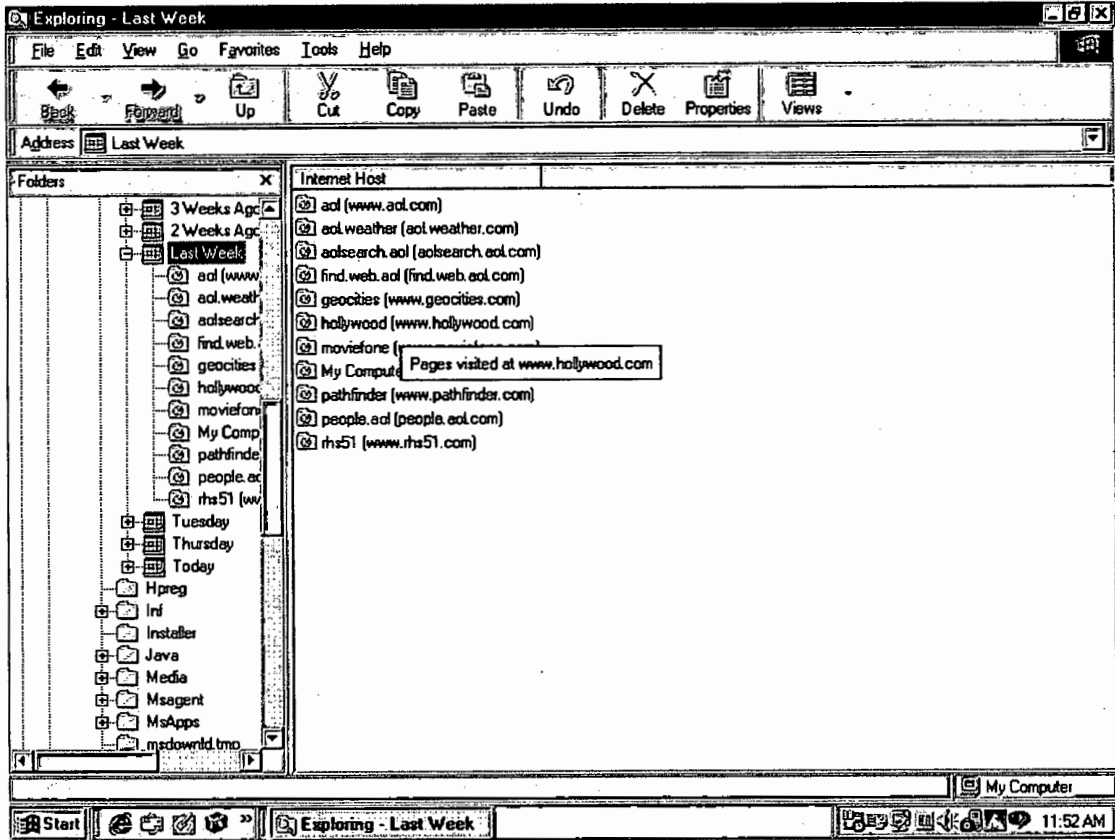 Exploring - Last Week
File Edit View Go Favorites Tools Help
Back Forward Up Cut Copy Paste Undo Delete Properties Views
Address Last Week
Folders x
3 Weeks Agc
2 Weeks Agc
Last Week
aol (www
aol.weath
aolsearch
find.web.
geocities
hollywood
moviefon
My Comp
pathfinde
people.ac
rhs51 (ww
Tuesday
Thursday
Today
Hpreg
Inf
Installer
Java
Media
Msagent
MsApps
msdownld.tmp
Internet Host
aol (www.aol.com)
aol.weather (aol.weather.com)
aolsearch.aol (aolsearch.aol.com)
find.web.aol (find.web.aol.com)
geocities (www.geocities.com)
hollywood (www.hollywood.com)
moviefone (
My Compute
Pages visited at www.hollywood.com
pathfinder (www.pathfinder.com)
people.aol (people.aol.com)
rhs51 (www.rhs51.com)
My Computer
Start » Exploring - Last Week 11:52 AM